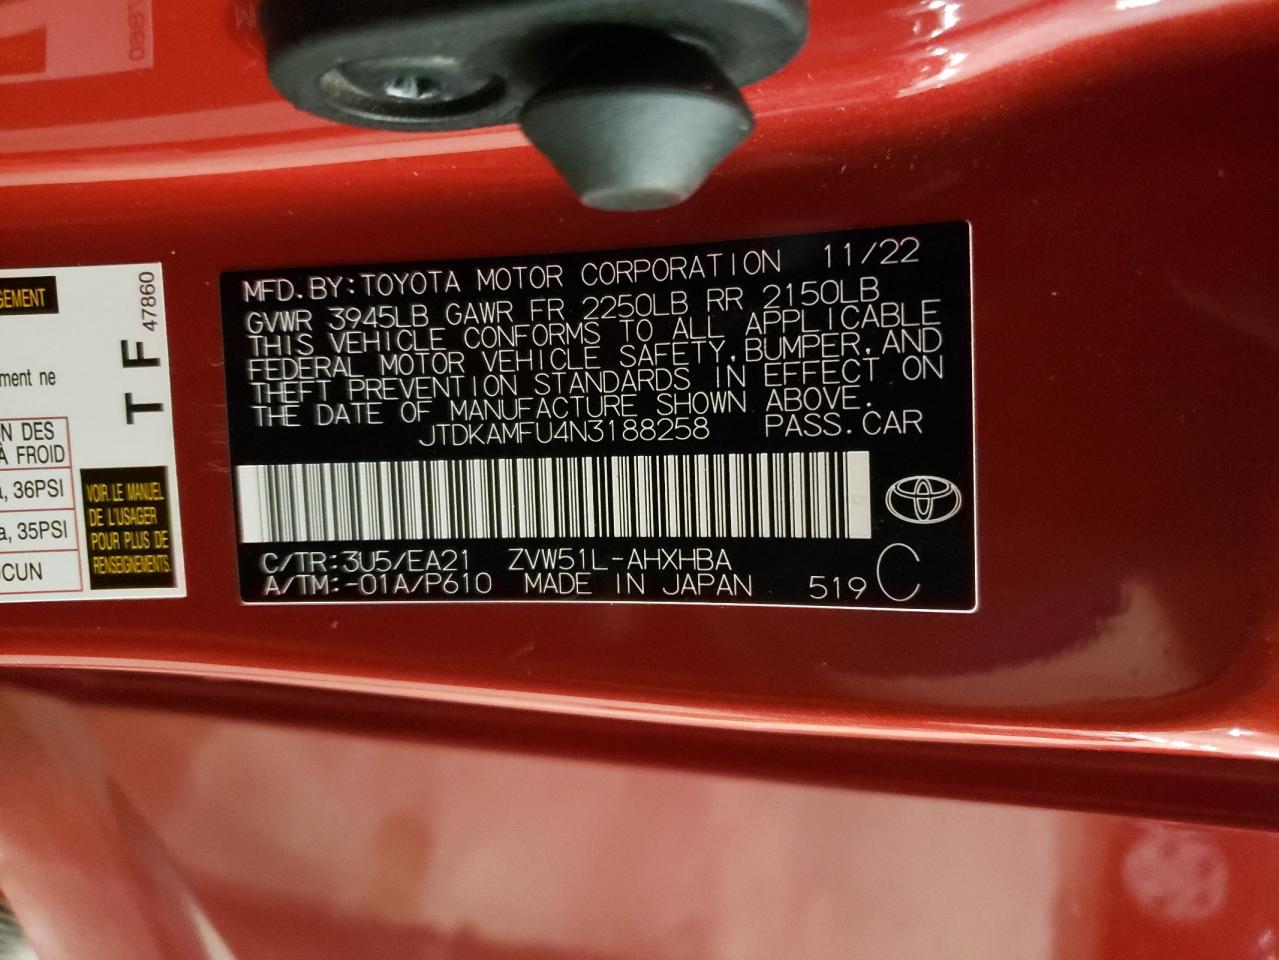 GEMENT
47860
T F
ment ne
N DES
À FROID
, 36PSI
a, 35PSI
CUN
VOIR LE MANUEL
DE L'USAGER
POUR PLUS DE
RENSEIGNEMENTS
MFD.BY:TOYOTA MOTOR CORPORATION 11/22
GVWR 3945LB GAWR FR 2250LB RR 2150LB
THIS VEHICLE CONFORMS TO ALL APPLICABLE
FEDERAL MOTOR VEHICLE SAFETY,BUMPER,AND
THEFT PREVENTION STANDARDS IN EFFECT ON
THE DATE OF MANUFACTURE SHOWN ABOVE.
JTDKAMFU4N3188258 PASS.CAR
C/TR:3U5/EA21 ZVW51L-AHXHBA
A/TM:-01A/P610 MADE IN JAPAN 519 C